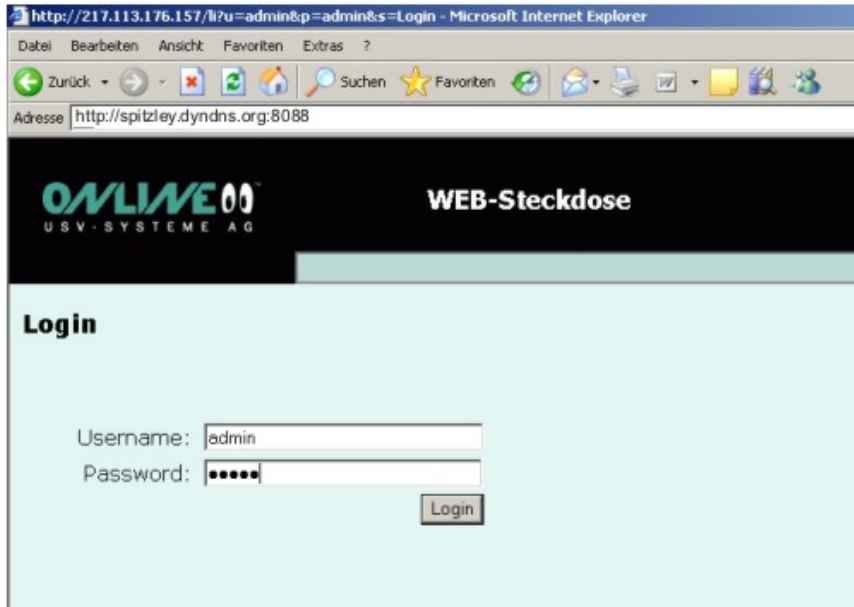 http://217.113.176.157/li?u=admin&p=admin&s=Login - Microsoft Internet Explorer
Datei Bearbeiten Ansicht Favoriten Extras ?
Zurück Suchen Favoriten
Adresse http://spitzley.dyndns.org:8088
ONLINE
USV-SYSTEME AG
WEB-Steckdose
Login
Username: admin
Password: •••••
Login